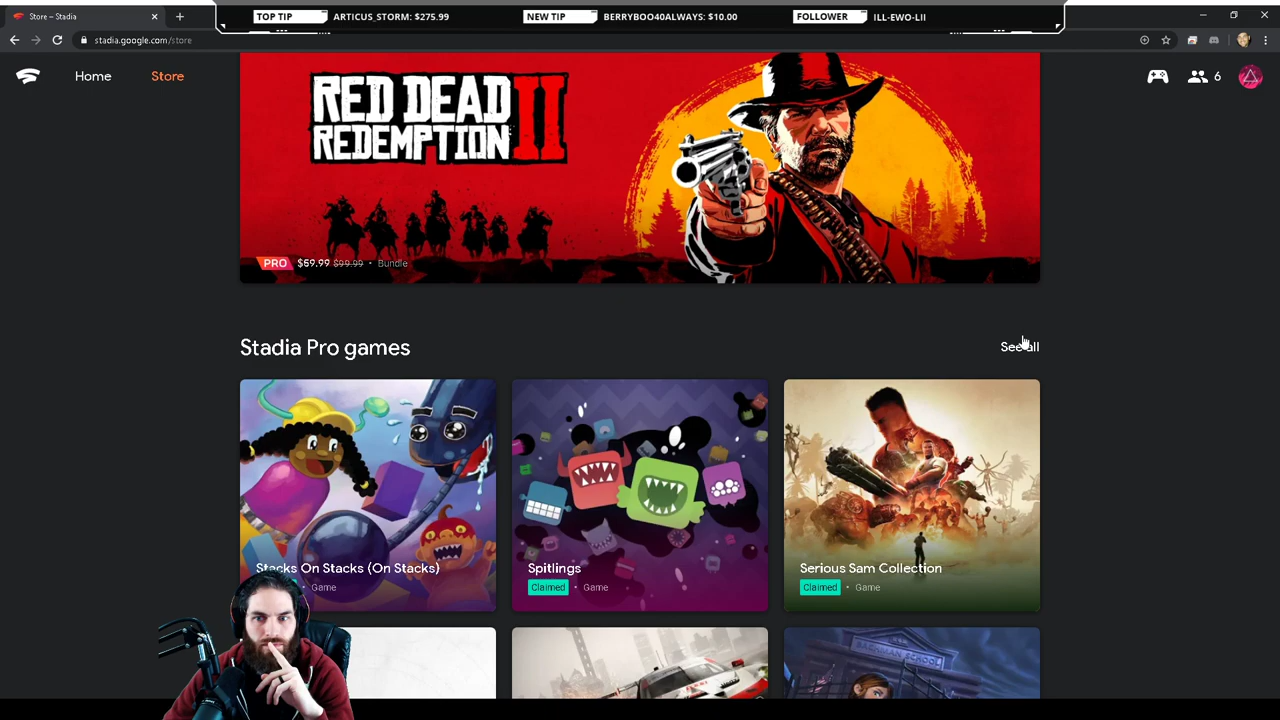 Store – Stadia
TOP TIP ARTICUS_STORM: $275.99 NEW TIP BERRYBOO40ALWAYS: $10.00 FOLLOWER ILL-EWO-LII
stadia.google.com/store
Home Store 6
RED DEAD
REDEMPTION II
PRO $59.99 $99.99 • Bundle
Stadia Pro games See all
Stacks On Stacks (On Stacks) Spitlings Serious Sam Collection
• Game Claimed • Game Claimed • Game
BACHMAN SCHOOL